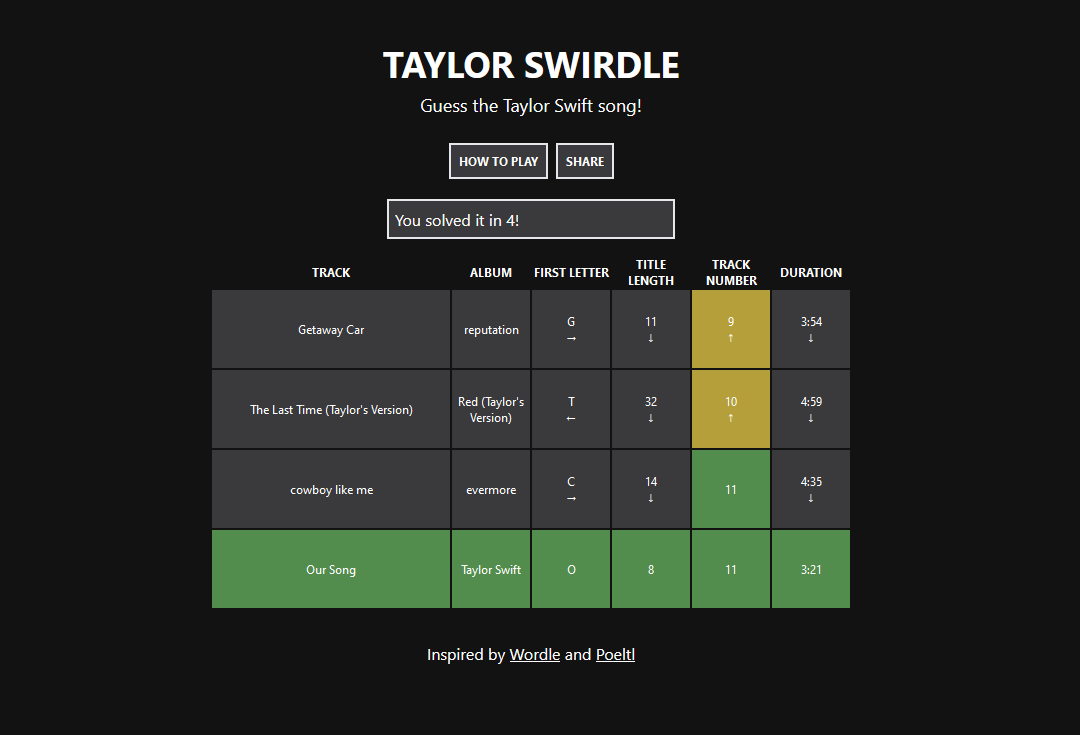 TAYLOR SWIRDLE
Guess the Taylor Swift song!
HOW TO PLAY SHARE
You solved it in 4!
TRACK ALBUM FIRST LETTER TITLE LENGTH TRACK NUMBER DURATION
Getaway Car reputation G → 11 ↓ 9 ↑ 3:54 ↓
The Last Time (Taylor's Version) Red (Taylor's Version) T ← 32 ↓ 10 ↑ 4:59 ↓
cowboy like me evermore C → 14 ↓ 11 4:35 ↓
Our Song Taylor Swift O 8 11 3:21
Inspired by Wordle and Poeltl